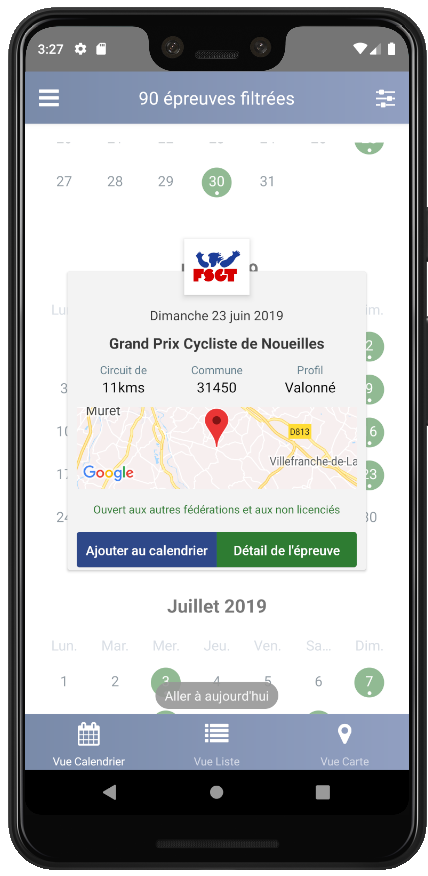 3:27
90 épreuves filtrées
27 28 29 30 31
FSGT
Dimanche 23 juin 2019
Grand Prix Cycliste de Noueilles
Circuit de Commune Profil
11kms 31450 Valonné
Muret
D813
Villefranche-de-La
Google
Ouvert aux autres fédérations et aux non licenciés
30
Ajouter au calendrier Détail de l'épreuve
Juillet 2019
Lun. Mar. Mer. Jeu. Ven. Sa... Dim.
1 2 3 4 5 6 7
Aller à aujourd'hui
Vue Calendrier Vue Liste Vue Carte